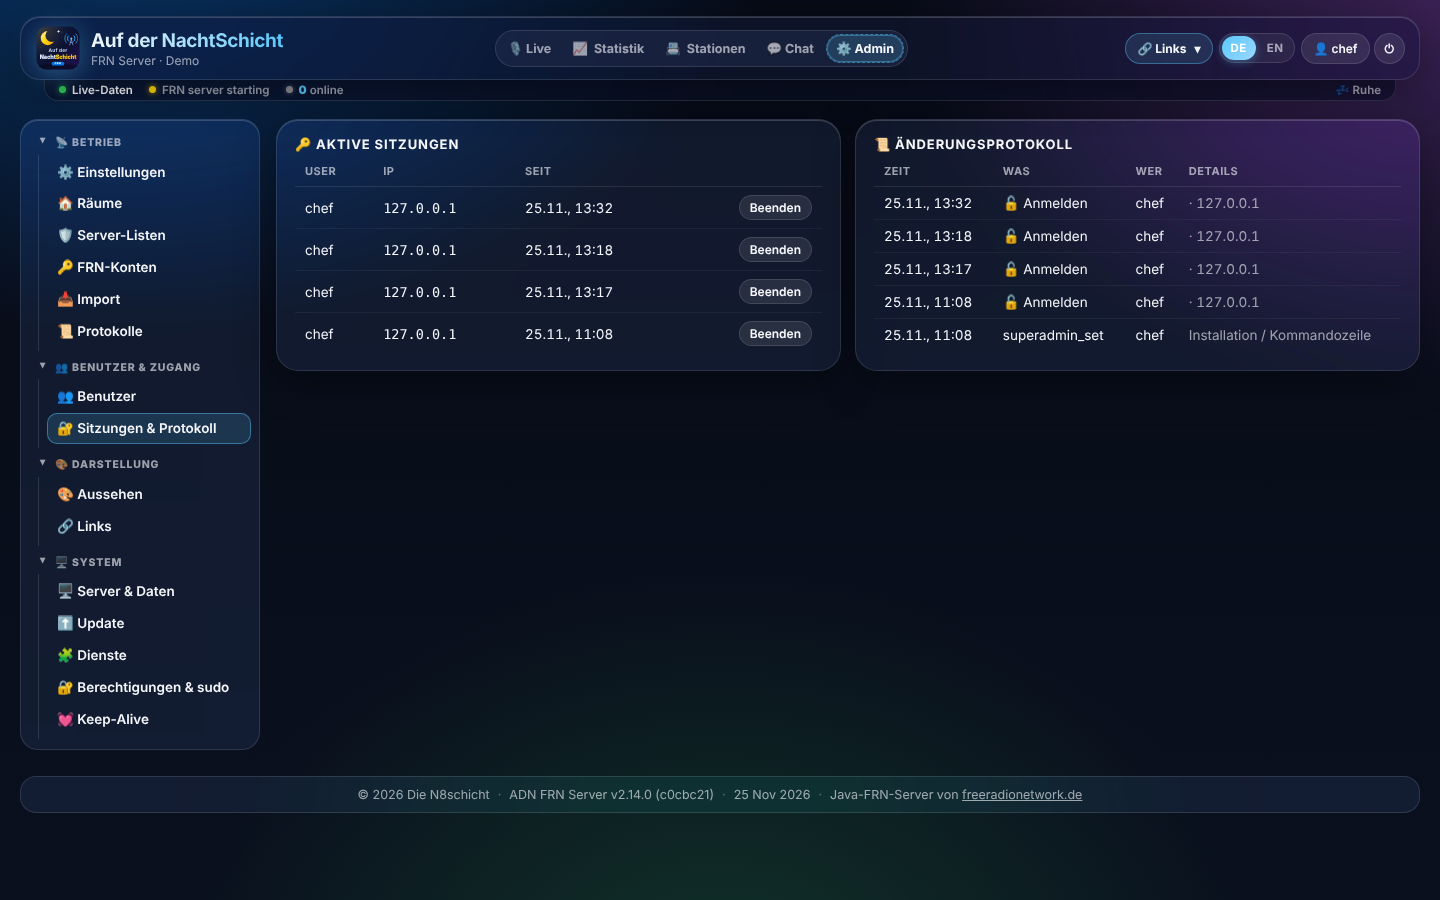 Auf der NachtSchicht
FRN Server · Demo
Auf der
NachtSchicht
Live
Statistik
Stationen
Chat
Admin
Links ▾
DE EN
chef
Live-Daten FRN server starting 0 online
Ruhe
▼ BETRIEB
Einstellungen
Räume
Server-Listen
FRN-Konten
Import
Protokolle
▼ BENUTZER & ZUGANG
Benutzer
Sitzungen & Protokoll
▼ DARSTELLUNG
Aussehen
Links
▼ SYSTEM
Server & Daten
Update
Dienste
Berechtigungen & sudo
Keep-Alive
AKTIVE SITZUNGEN
USER IP SEIT
chef 127.0.0.1 25.11., 13:32 Beenden
chef 127.0.0.1 25.11., 13:18 Beenden
chef 127.0.0.1 25.11., 13:17 Beenden
chef 127.0.0.1 25.11., 11:08 Beenden
ÄNDERUNGSPROTOKOLL
ZEIT WAS WER DETAILS
25.11., 13:32 Anmelden chef · 127.0.0.1
25.11., 13:18 Anmelden chef · 127.0.0.1
25.11., 13:17 Anmelden chef · 127.0.0.1
25.11., 11:08 Anmelden chef · 127.0.0.1
25.11., 11:08 superadmin_set chef Installation / Kommandozeile
© 2026 Die N8schicht · ADN FRN Server v2.14.0 (c0cbc21) · 25 Nov 2026 · Java-FRN-Server von freeradionetwork.de